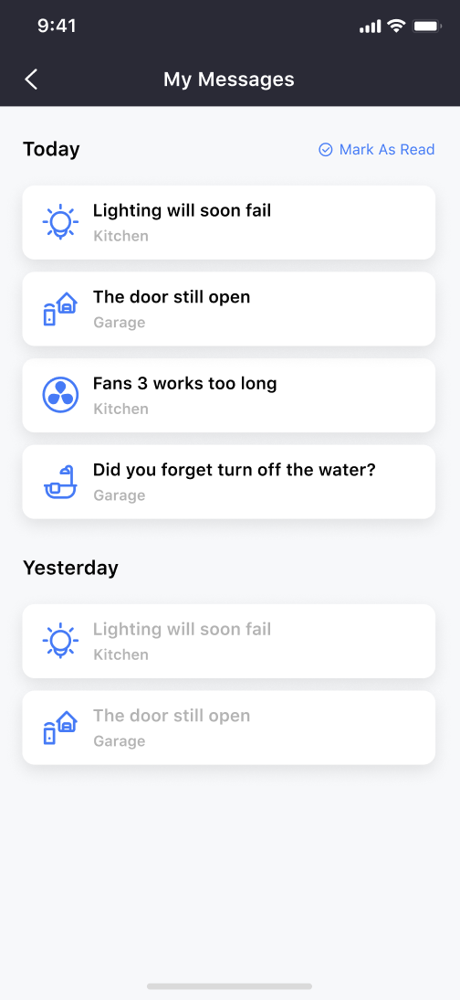 9:41
My Messages
Today
Mark As Read
Lighting will soon fail
Kitchen
The door still open
Garage
Fans 3 works too long
Kitchen
Did you forget turn off the water?
Garage
Yesterday
Lighting will soon fail
Kitchen
The door still open
Garage